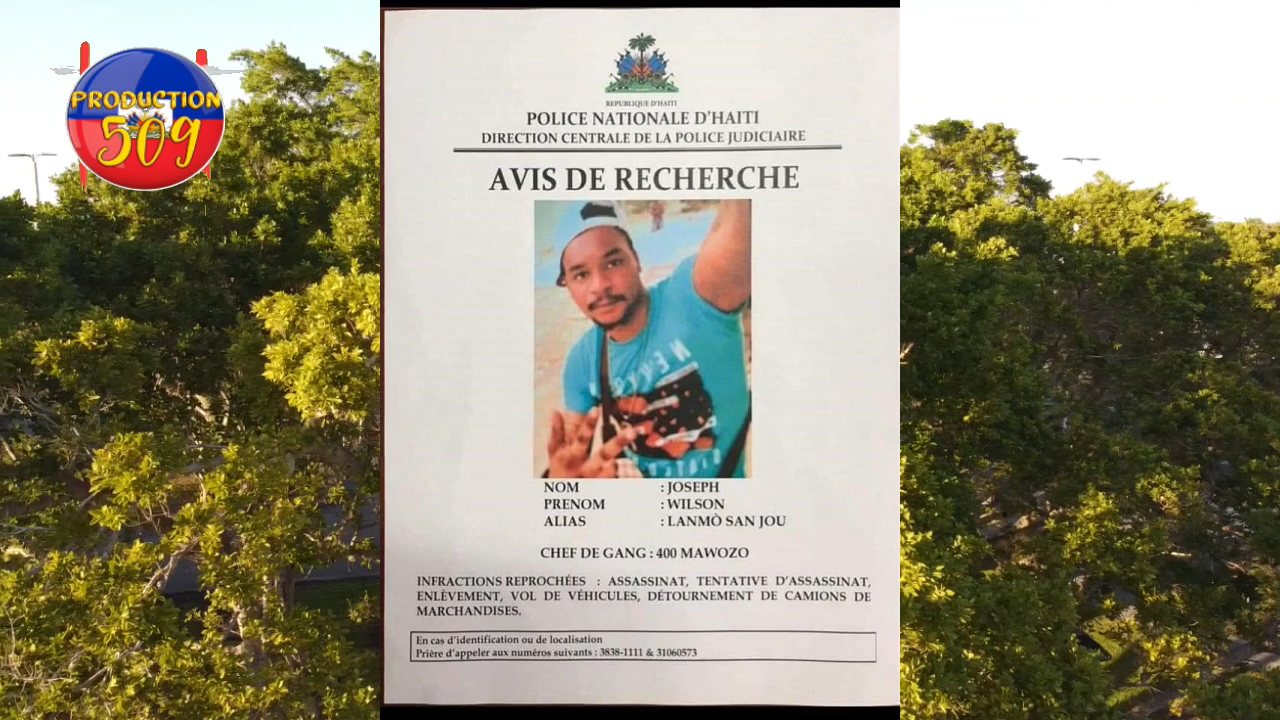 PRODUCTION
509
REPUBLIQUE D'HAITI
POLICE NATIONALE D'HAITI
DIRECTION CENTRALE DE LA POLICE JUDICIAIRE
AVIS DE RECHERCHE
NOM : JOSEPH
PRENOM : WILSON
ALIAS : LANMÒ SAN JOU
CHEF DE GANG : 400 MAWOZO
INFRACTIONS REPROCHÉES : ASSASSINAT, TENTATIVE D'ASSASSINAT,
ENLÈVEMENT, VOL DE VÉHICULES, DÉTOURNEMENT DE CAMIONS DE
MARCHANDISES.
En cas d'identification ou de localisation
Prière d'appeler aux numéros suivants : 3838-1111 & 31060573